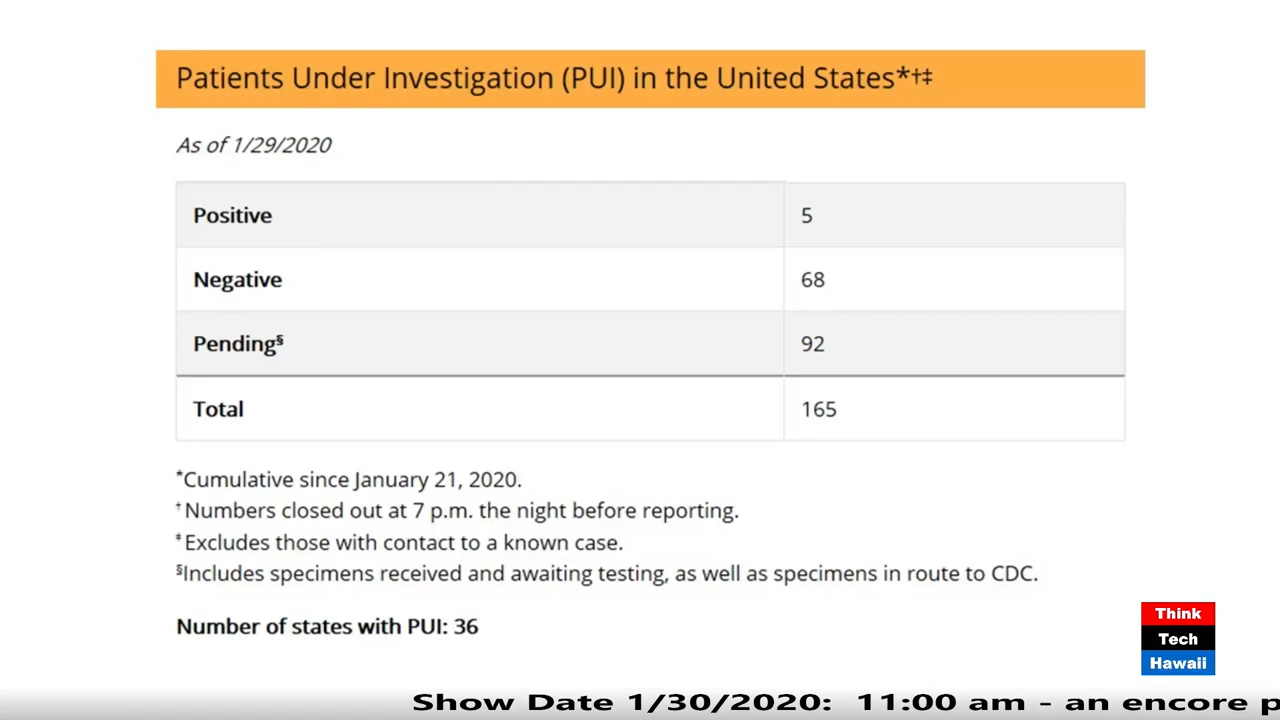 Patients Under Investigation (PUI) in the United States*†‡
As of 1/29/2020
Positive 5
Negative 68
Pending§ 92
Total 165
*Cumulative since January 21, 2020.
†Numbers closed out at 7 p.m. the night before reporting.
‡Excludes those with contact to a known case.
§Includes specimens received and awaiting testing, as well as specimens in route to CDC.
Number of states with PUI: 36
Think
Tech
Hawaii
Show Date 1/30/2020: 11:00 am - an encore p